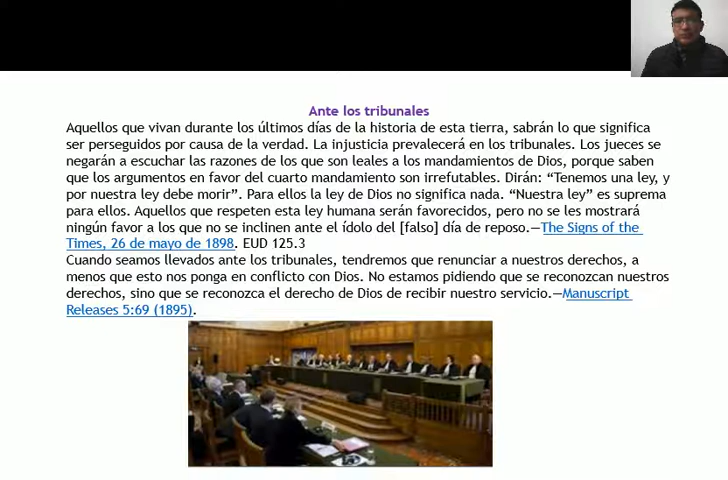 Ante los tribunales
Aquellos que vivan durante los últimos días de la historia de esta tierra, sabrán lo que significa
ser perseguidos por causa de la verdad. La injusticia prevalecerá en los tribunales. Los jueces se
negarán a escuchar las razones de los que son leales a los mandamientos de Dios, porque saben
que los argumentos en favor del cuarto mandamiento son irrefutables. Dirán: “Tenemos una ley, y
por nuestra ley debe morir”. Para ellos la ley de Dios no significa nada. “Nuestra ley” es suprema
para ellos. Aquellos que respeten esta ley humana serán favorecidos, pero no se les mostrará
ningún favor a los que no se inclinen ante el ídolo del [falso] día de reposo.—The Signs of the
Times, 26 de mayo de 1898. EUD 125.3
Cuando seamos llevados ante los tribunales, tendremos que renunciar a nuestros derechos, a
menos que esto nos ponga en conflicto con Dios. No estamos pidiendo que se reconozcan nuestros
derechos, sino que se reconozca el derecho de Dios de recibir nuestro servicio.—Manuscript
Releases 5:69 (1895).